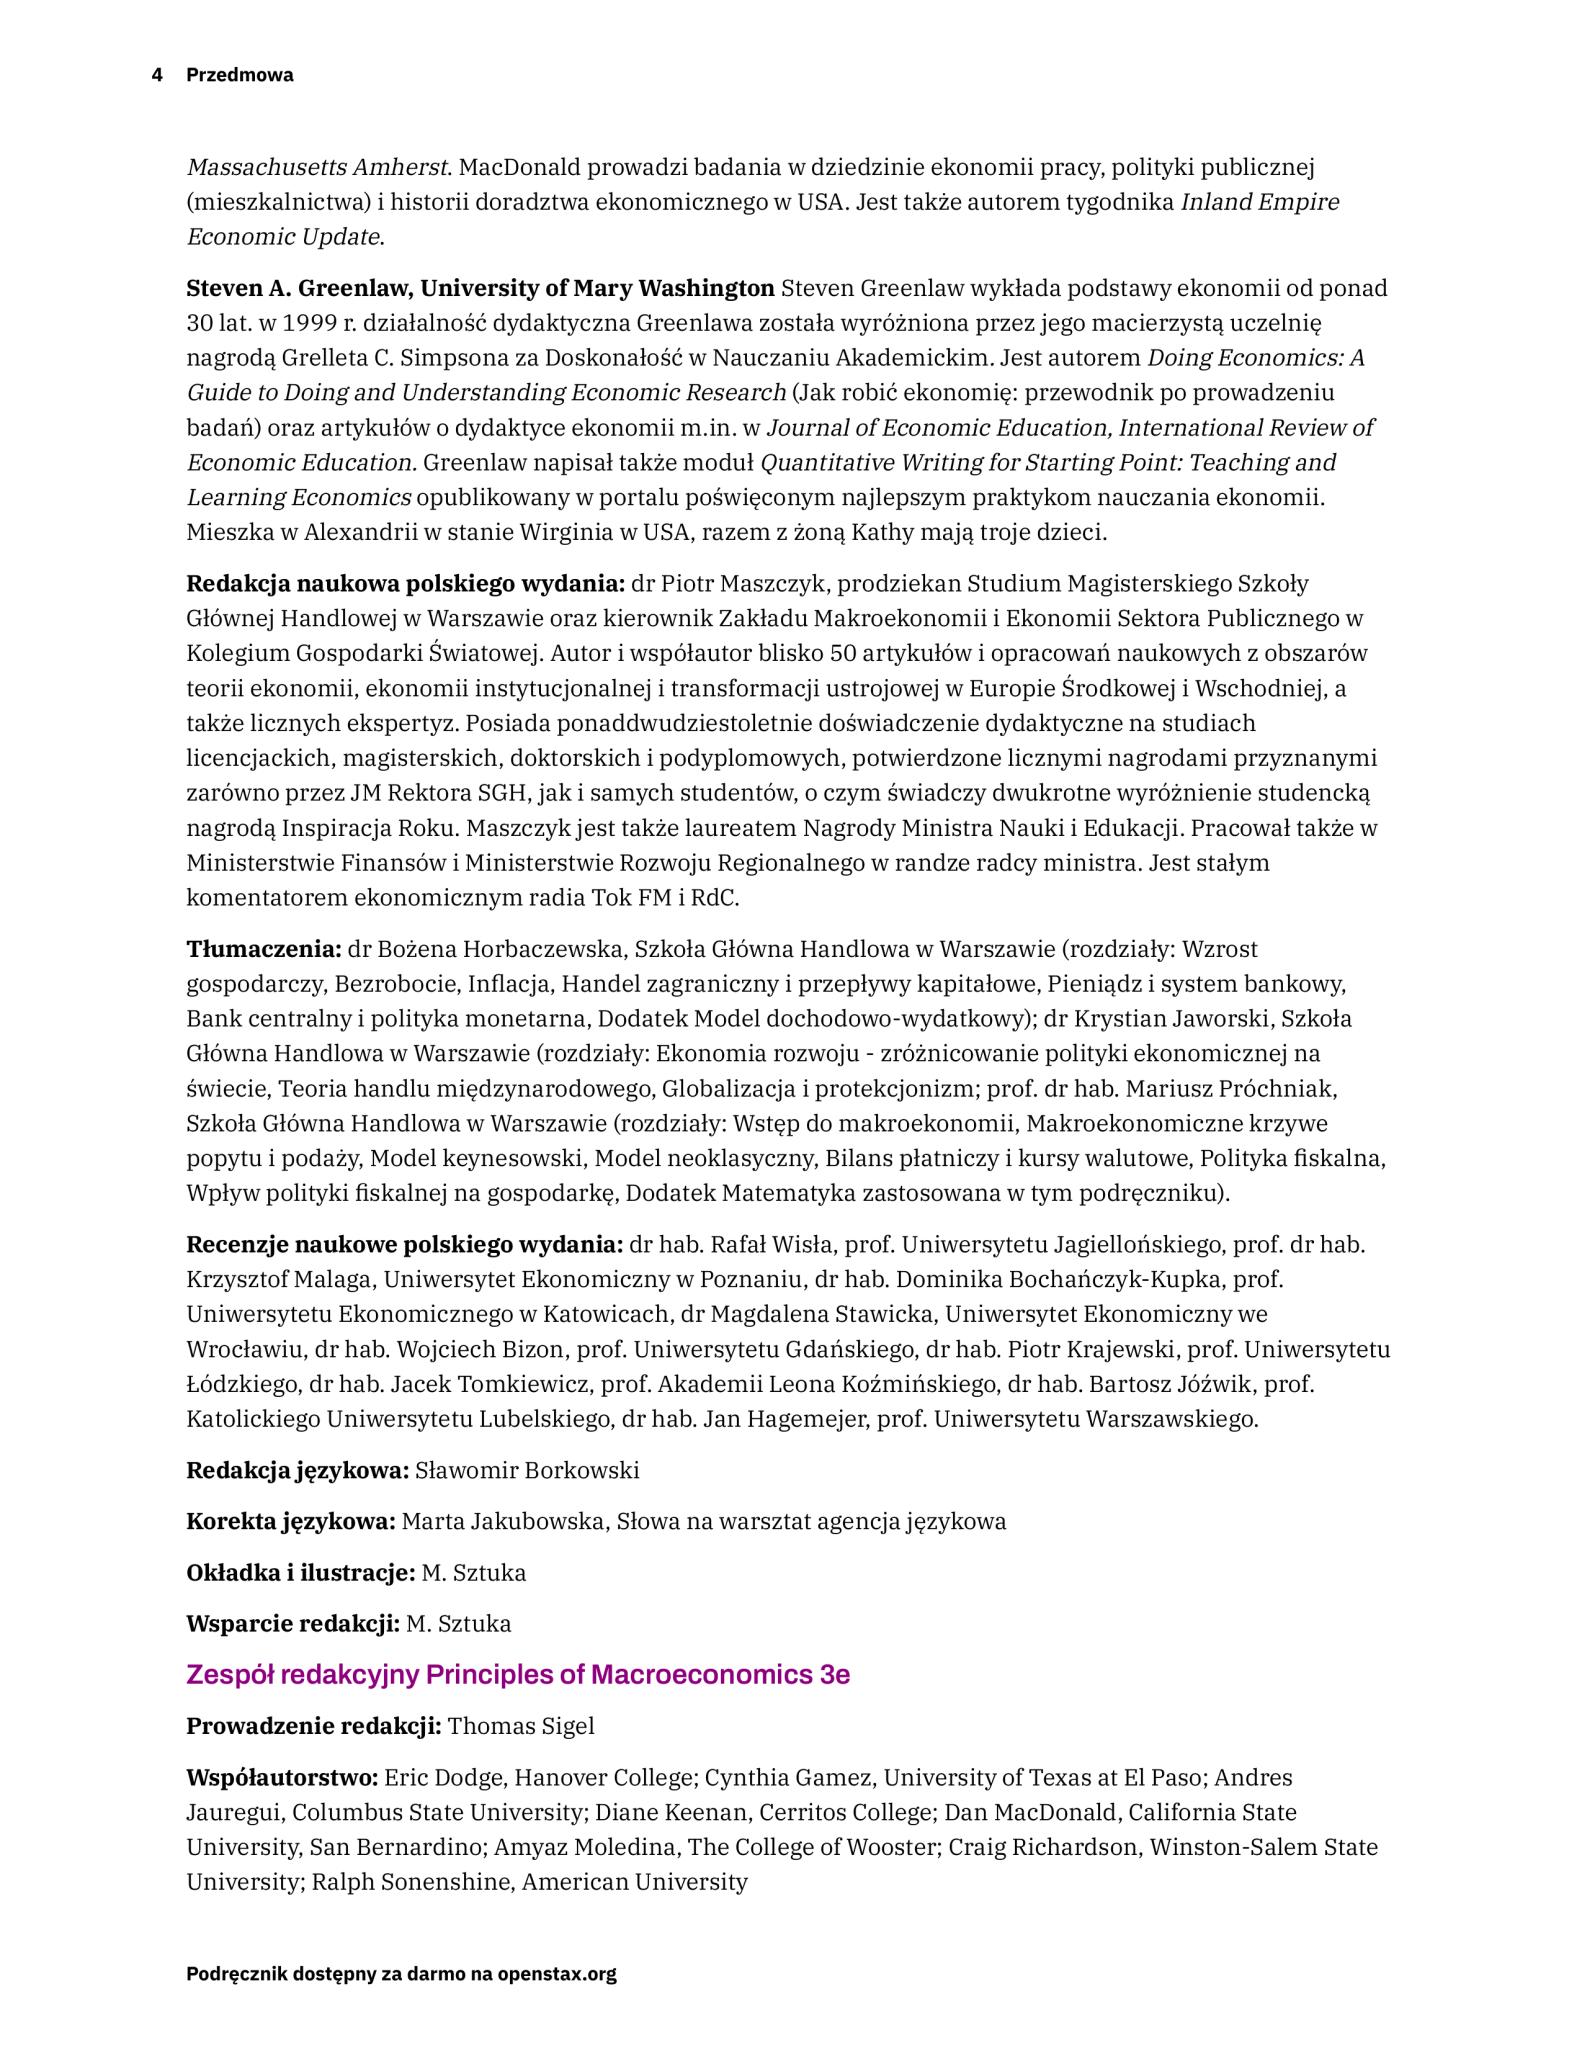 4 Przedmowa
Massachusetts Amherst. MacDonald prowadzi badania w dziedzinie ekonomii pracy, polityki publicznej
(mieszkalnictwa) i historii doradztwa ekonomicznego w USA. Jest także autorem tygodnika Inland Empire
Economic Update.
Steven A. Greenlaw, University of Mary Washington Steven Greenlaw wykłada podstawy ekonomii od ponad
30 lat. w 1999 r. działalność dydaktyczna Greenlawa została wyróżniona przez jego macierzystą uczelnię
nagrodą Grelleta C. Simpsona za Doskonałość w Nauczaniu Akademickim. Jest autorem Doing Economics: A
Guide to Doing and Understanding Economic Research (Jak robić ekonomię: przewodnik po prowadzeniu
badań) oraz artykułów o dydaktyce ekonomii m.in. w Journal of Economic Education, International Review of
Economic Education. Greenlaw napisał także moduł Quantitative Writing for Starting Point: Teaching and
Learning Economics opublikowany w portalu poświęconym najlepszym praktykom nauczania ekonomii.
Mieszka w Alexandrii w stanie Wirginia w USA, razem z żoną Kathy mają troje dzieci.
Redakcja naukowa polskiego wydania: dr Piotr Maszczyk, prodziekan Studium Magisterskiego Szkoły
Głównej Handlowej w Warszawie oraz kierownik Zakładu Makroekonomii i Ekonomii Sektora Publicznego w
Kolegium Gospodarki Światowej. Autor i współautor blisko 50 artykułów i opracowań naukowych z obszarów
teorii ekonomii, ekonomii instytucjonalnej i transformacji ustrojowej w Europie Środkowej i Wschodniej, a
także licznych ekspertyz. Posiada ponaddwudziestoletnie doświadczenie dydaktyczne na studiach
licencjackich, magisterskich, doktorskich i podyplomowych, potwierdzone licznymi nagrodami przyznanymi
zarówno przez JM Rektora SGH, jak i samych studentów, o czym świadczy dwukrotne wyróżnienie studencką
nagrodą Inspiracja Roku. Maszczyk jest także laureatem Nagrody Ministra Nauki i Edukacji. Pracował także w
Ministerstwie Finansów i Ministerstwie Rozwoju Regionalnego w randze radcy ministra. Jest stałym
komentatorem ekonomicznym radia Tok FM i RdC.
Tłumaczenia: dr Bożena Horbaczewska, Szkoła Główna Handlowa w Warszawie (rozdziały: Wzrost
gospodarczy, Bezrobocie, Inflacja, Handel zagraniczny i przepływy kapitałowe, Pieniądz i system bankowy,
Bank centralny i polityka monetarna, Dodatek Model dochodowo-wydatkowy); dr Krystian Jaworski, Szkoła
Główna Handlowa w Warszawie (rozdziały: Ekonomia rozwoju - zróżnicowanie polityki ekonomicznej na
świecie, Teoria handlu międzynarodowego, Globalizacja i protekcjonizm; prof. dr hab. Mariusz Próchniak,
Szkoła Główna Handlowa w Warszawie (rozdziały: Wstęp do makroekonomii, Makroekonomiczne krzywe
popytu i podaży, Model keynesowski, Model neoklasyczny, Bilans płatniczy i kursy walutowe, Polityka fiskalna,
Wpływ polityki fiskalnej na gospodarkę, Dodatek Matematyka zastosowana w tym podręczniku).
Recenzje naukowe polskiego wydania: dr hab. Rafał Wisła, prof. Uniwersytetu Jagiellońskiego, prof. dr hab.
Krzysztof Malaga, Uniwersytet Ekonomiczny w Poznaniu, dr hab. Dominika Bochańczyk-Kupka, prof.
Uniwersytetu Ekonomicznego w Katowicach, dr Magdalena Stawicka, Uniwersytet Ekonomiczny we
Wrocławiu, dr hab. Wojciech Bizon, prof. Uniwersytetu Gdańskiego, dr hab. Piotr Krajewski, prof. Uniwersytetu
Łódzkiego, dr hab. Jacek Tomkiewicz, prof. Akademii Leona Koźmińskiego, dr hab. Bartosz Jóźwik, prof.
Katolickiego Uniwersytetu Lubelskiego, dr hab. Jan Hagemejer, prof. Uniwersytetu Warszawskiego.
Redakcja językowa: Sławomir Borkowski
Korekta językowa: Marta Jakubowska, Słowa na warsztat agencja językowa
Okładka i ilustracje: M. Sztuka
Wsparcie redakcji: M. Sztuka
Zespół redakcyjny Principles of Macroeconomics 3e
Prowadzenie redakcji: Thomas Sigel
Współautorstwo: Eric Dodge, Hanover College; Cynthia Gamez, University of Texas at El Paso; Andres
Jauregui, Columbus State University; Diane Keenan, Cerritos College; Dan MacDonald, California State
University, San Bernardino; Amyaz Moledina, The College of Wooster; Craig Richardson, Winston-Salem State
University; Ralph Sonenshine, American University
Podręcznik dostępny za darmo na openstax.org